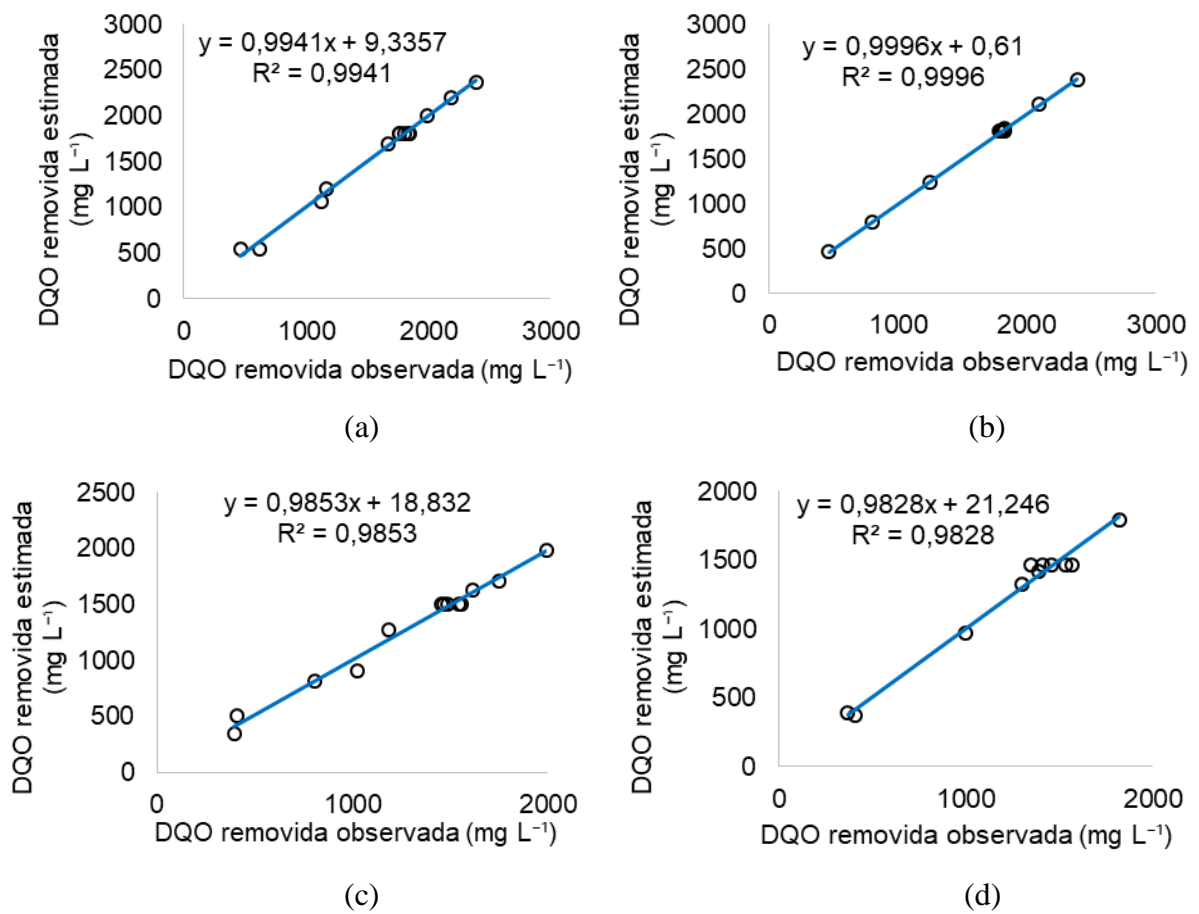 3000
2500
2000
1500
1000
500
0
y = 0,9941x + 9,3357
R² = 0,9941
0 1000 2000 3000
DQO removida estimada
(mg L⁻¹)
DQO removida observada (mg L⁻¹)
(a)
3000
2500
2000
1500
1000
500
0
y = 0,9996x + 0,61
R² = 0,9996
0 1000 2000 3000
DQO removida estimada
(mg L⁻¹)
DQO removida observada (mg L⁻¹)
(b)
2500
2000
1500
1000
500
0
y = 0,9853x + 18,832
R² = 0,9853
0 1000 2000
DQO removida estimada
(mg L⁻¹)
DQO removida observada (mg L⁻¹)
(c)
2000
1500
1000
500
0
y = 0,9828x + 21,246
R² = 0,9828
0 1000 2000
DQO removida estimada
(mg L⁻¹)
DQO removida observada (mg L⁻¹)
(d)